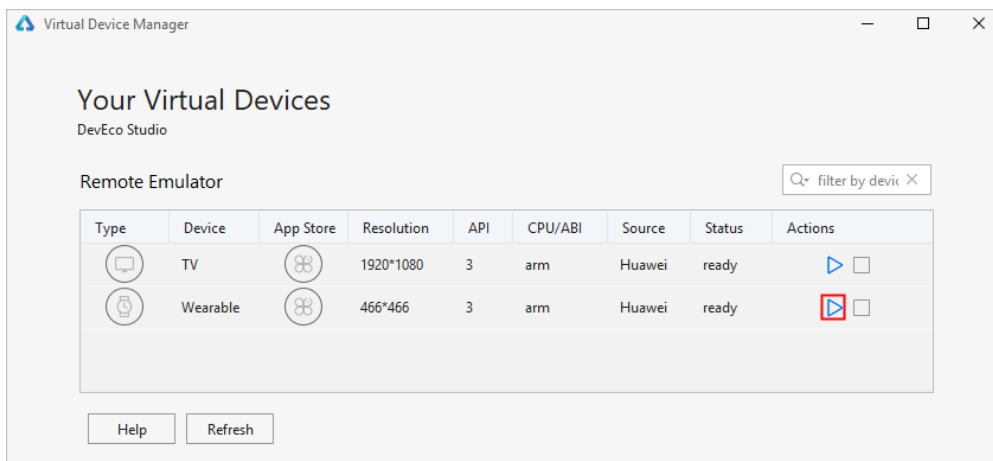 Virtual Device Manager
Your Virtual Devices
DevEco Studio
Remote Emulator
filter by devic
Type Device App Store Resolution API CPU/ABI Source Status Actions
TV 1920*1080 3 arm Huawei ready
Wearable 466*466 3 arm Huawei ready
Help Refresh